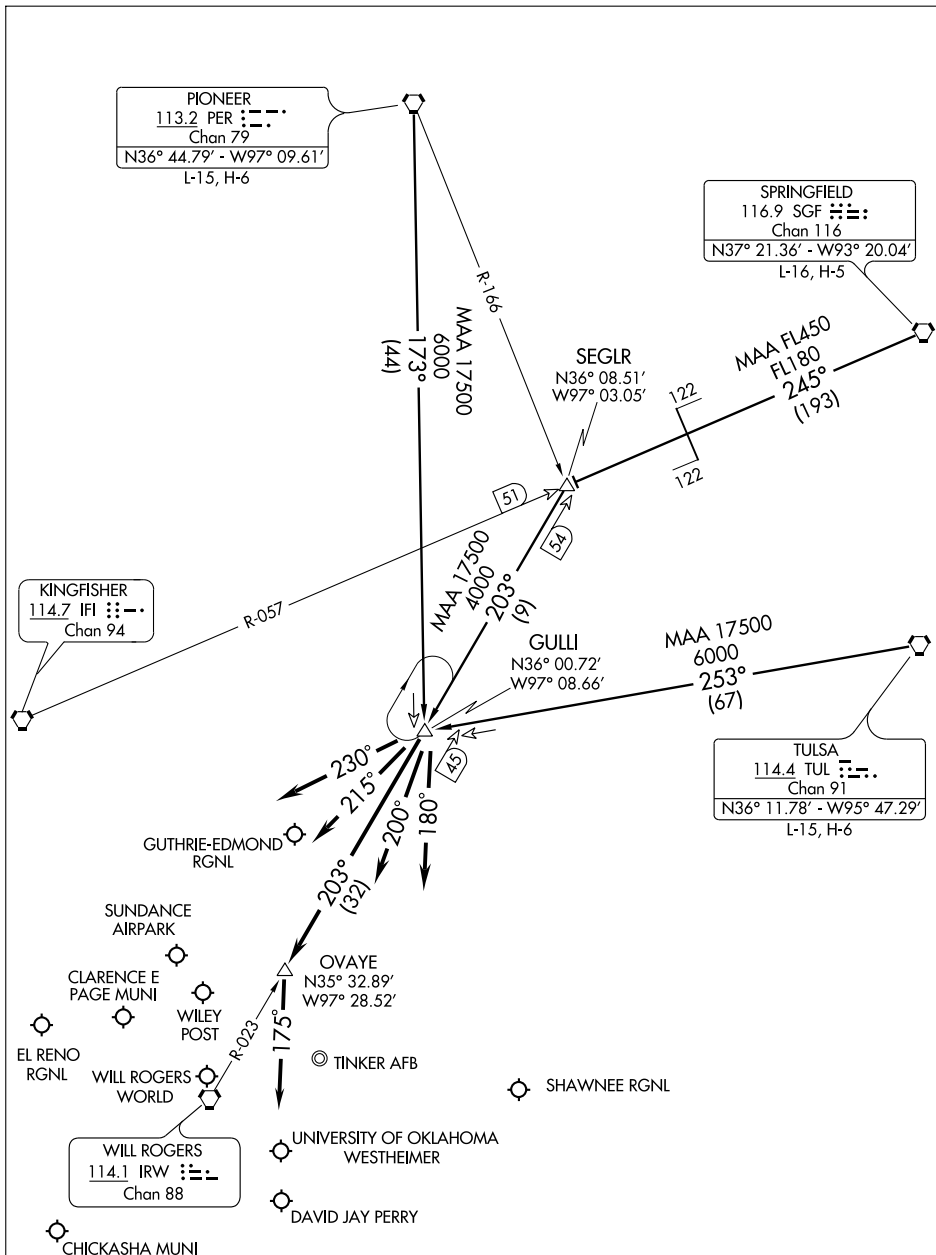 PIONEER
113.2 PER
Chan 79
N36° 44.79' - W97° 09.61'
L-15, H-6
SPRINGFIELD
116.9 SGF
Chan 116
N37° 21.36' - W93° 20.04'
L-16, H-5
R-166
MAA 17500
6000
173°
(44)
SEGLR
N36° 08.51'
W97° 03.05'
MAA FL450
FL180
245°
(193)
122
122
51
54
KINGFISHER
114.7 IFI
Chan 94
R-057
MAA 17500
4000
203°
(9)
GULLI
N36° 00.72'
W97° 08.66'
MAA 17500
6000
253°
(67)
45
TULSA
114.4 TUL
Chan 91
N36° 11.78' - W95° 47.29'
L-15, H-6
230°
215°
200°
180°
203°
(32)
GUTHRIE-EDMOND
RGNL
SUNDANCE
AIRPARK
CLARENCE E
PAGE MUNI
WILEY
POST
EL RENO
RGNL
OVAYE
N35° 32.89'
W97° 28.52'
R-023
175°
WILL ROGERS
WORLD
TINKER AFB
SHAWNEE RGNL
WILL ROGERS
114.1 IRW
Chan 88
UNIVERSITY OF OKLAHOMA
WESTHEIMER
DAVID JAY PERRY
CHICKASHA MUNI